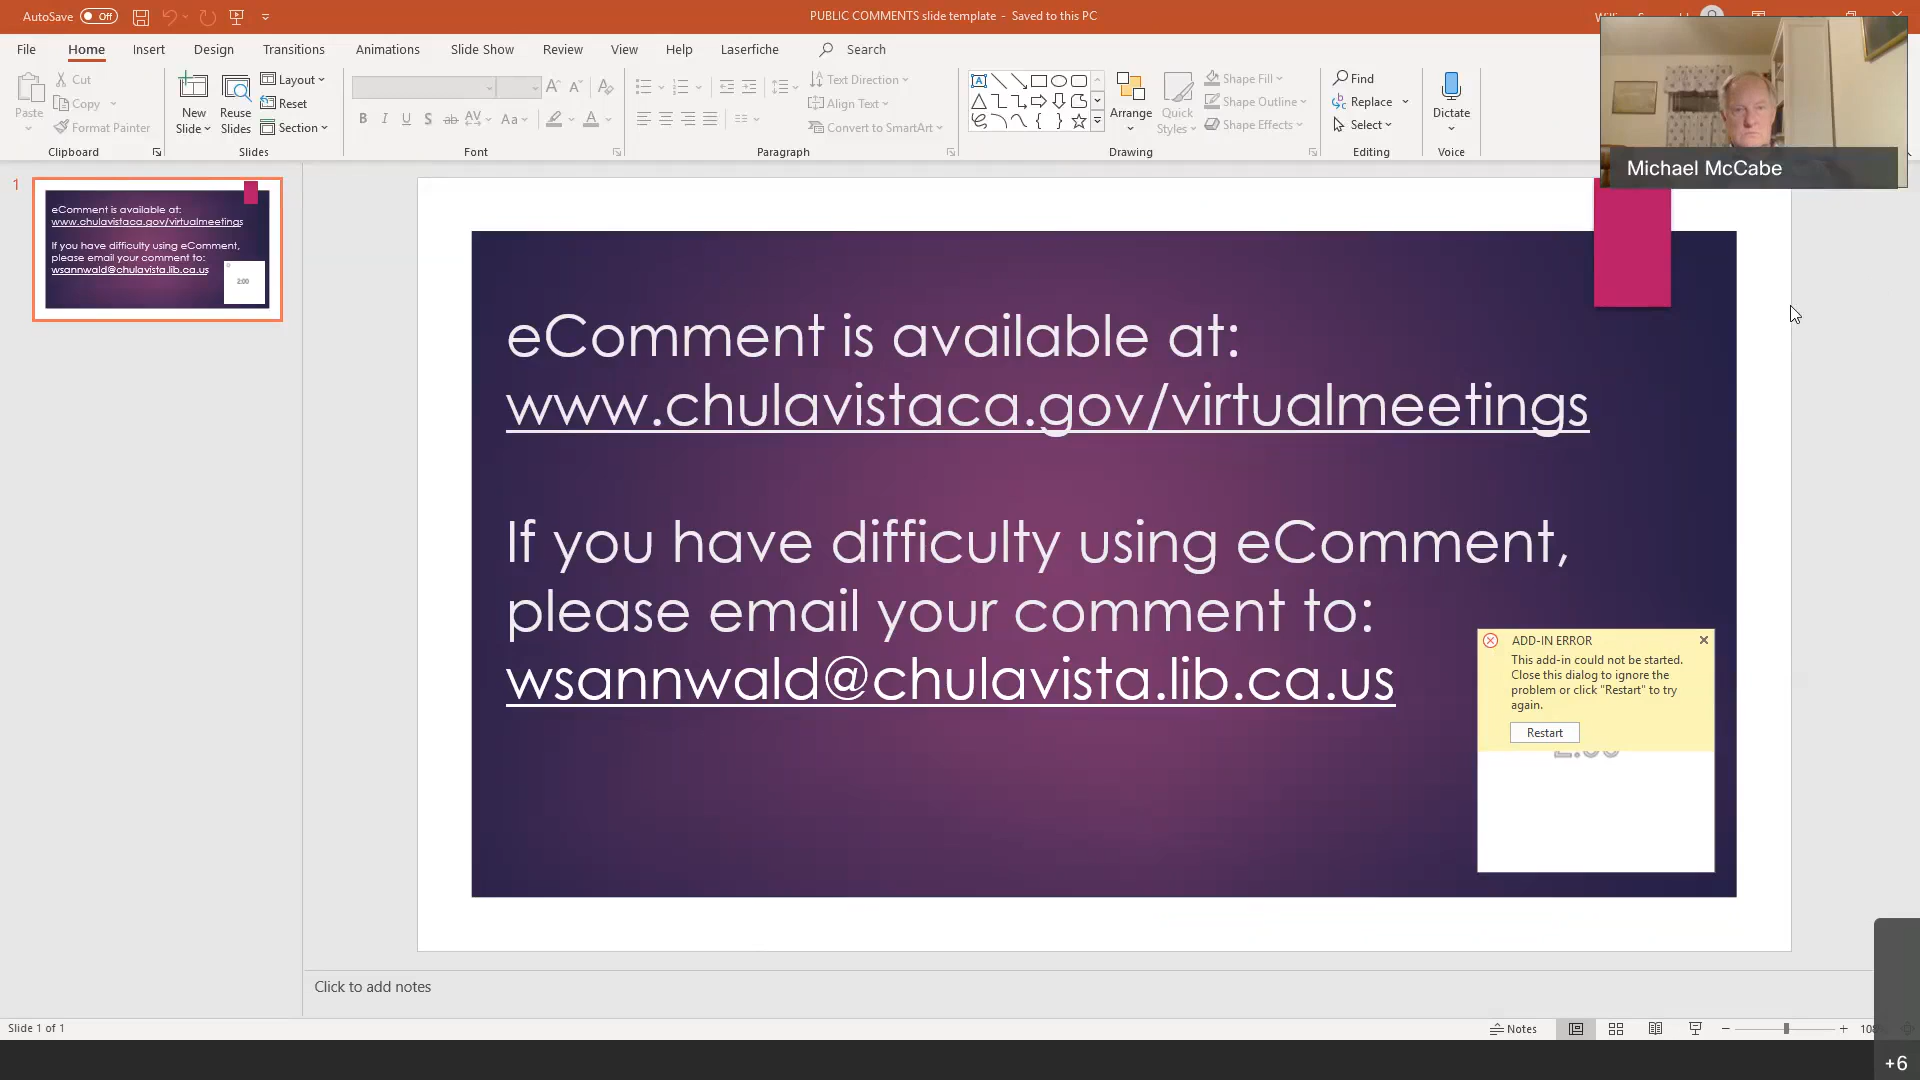 AutoSave Off
PUBLIC COMMENTS slide template - Saved to this PC
File Home Insert Design Transitions Animations Slide Show Review View Help Laserfiche Search
Paste
Cut
Copy
Format Painter
Clipboard
New Slide
Reuse Slides
Layout
Reset
Section
Slides
B I U S ab AV Aa A
Font
Text Direction
Align Text
Convert to SmartArt
Paragraph
Arrange
Quick Styles
Shape Fill
Shape Outline
Shape Effects
Drawing
Find
Replace
Select
Editing
Dictate
Voice
Michael McCabe
1
eComment is available at:
www.chulavistaca.gov/virtualmeetings
If you have difficulty using eComment,
please email your comment to:
wsannwald@chulavista.lib.ca.us
2:00
eComment is available at:
www.chulavistaca.gov/virtualmeetings
If you have difficulty using eComment,
please email your comment to:
wsannwald@chulavista.lib.ca.us
ADD-IN ERROR
This add-in could not be started.
Close this dialog to ignore the
problem or click "Restart" to try
again.
Restart
Click to add notes
Slide 1 of 1
Notes
+6